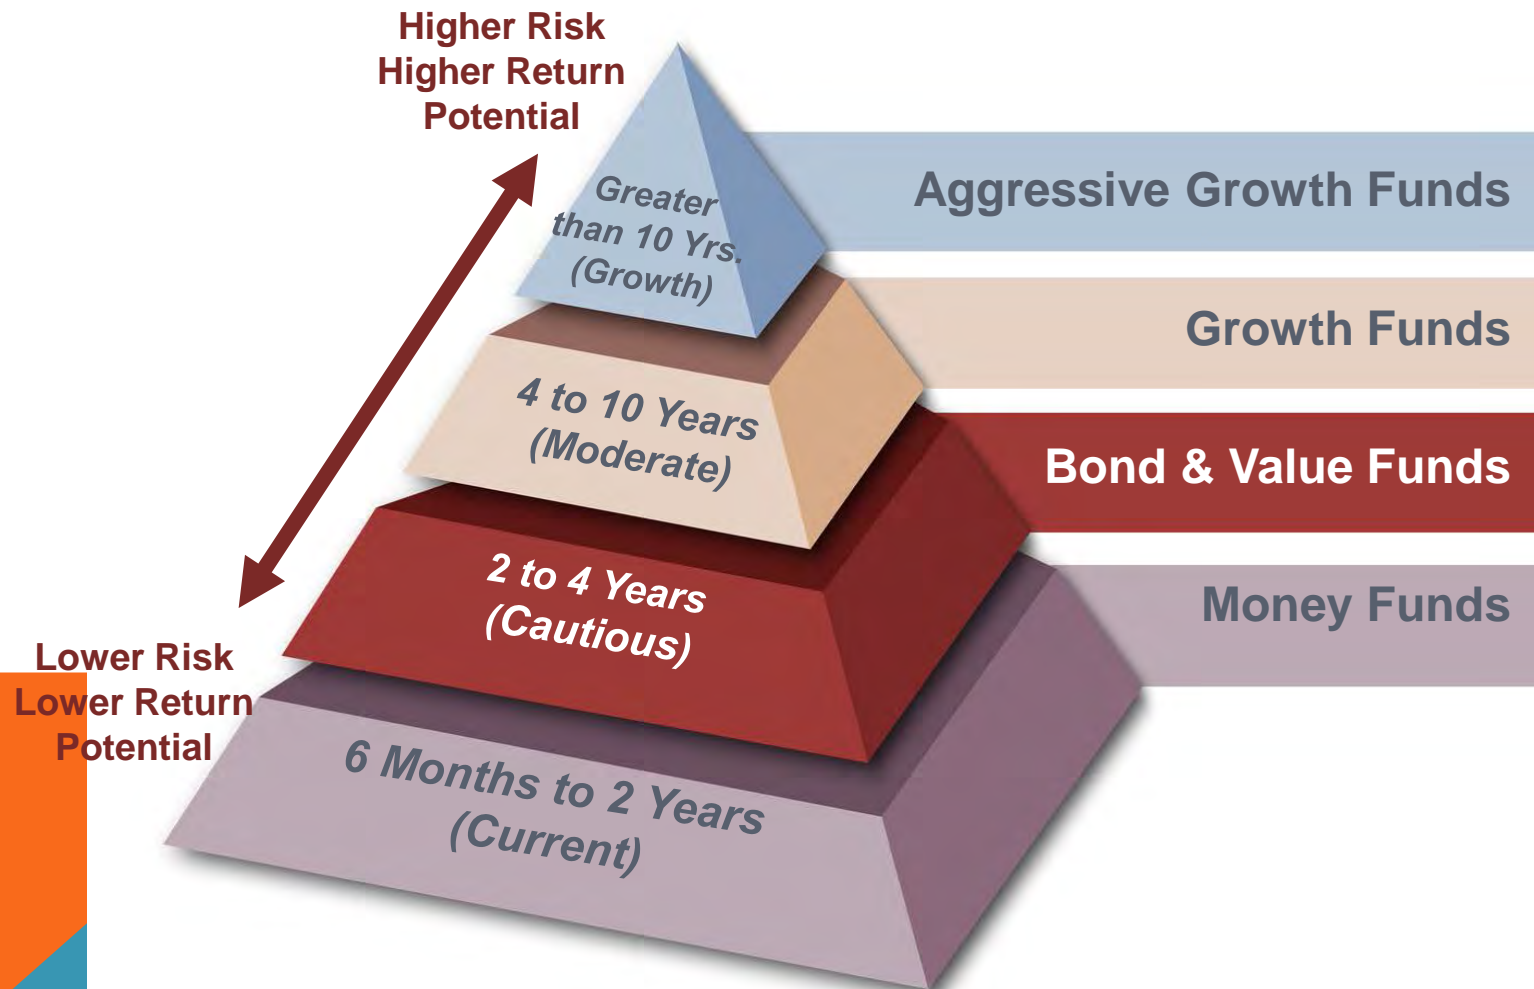 Higher Risk
Higher Return
Potential
Greater
than 10 Yrs.
(Growth)
Aggressive Growth Funds
4 to 10 Years
(Moderate)
Growth Funds
2 to 4 Years
(Cautious)
Bond & Value Funds
6 Months to 2 Years
(Current)
Money Funds
Lower Risk
Lower Return
Potential